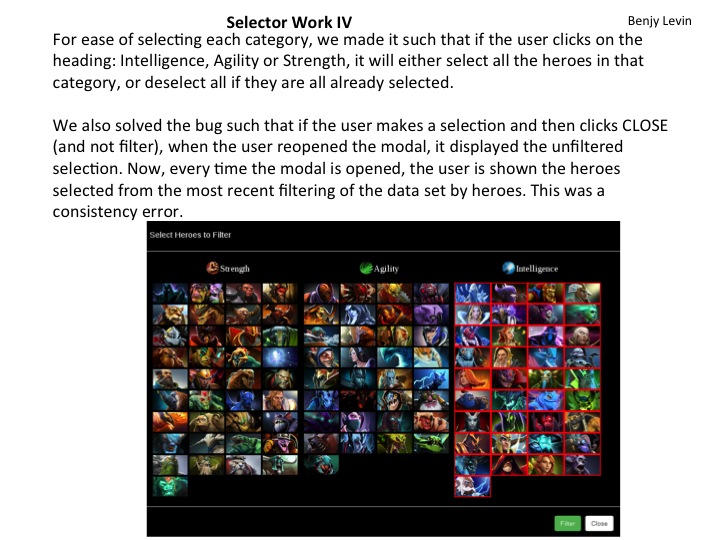 Selector Work IV
Benjy Levin
For ease of selecting each category, we made it such that if the user clicks on the
heading: Intelligence, Agility or Strength, it will either select all the heroes in that
category, or deselect all if they are all already selected.
We also solved the bug such that if the user makes a selection and then clicks CLOSE
(and not filter), when the user reopened the modal, it displayed the unfiltered
selection. Now, every time the modal is opened, the user is shown the heroes
selected from the most recent filtering of the data set by heroes. This was a
consistency error.
Select Heroes to Filter
Strength
Agility
Intelligence
Filter
Close